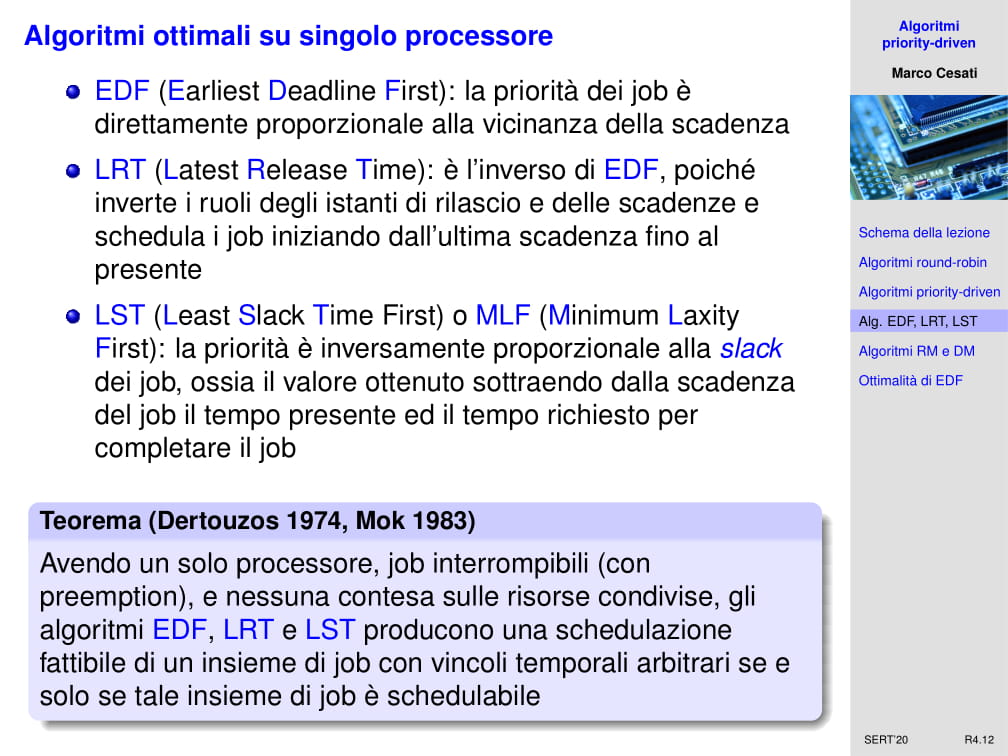 Algoritmi ottimali su singolo processore
EDF (Earliest Deadline First): la priorità dei job è
direttamente proporzionale alla vicinanza della scadenza
LRT (Latest Release Time): è l'inverso di EDF, poiché
inverte i ruoli degli istanti di rilascio e delle scadenze e
schedula i job iniziando dall'ultima scadenza fino al
presente
LST (Least Slack Time First) o MLF (Minimum Laxity
First): la priorità è inversamente proporzionale alla slack
dei job, ossia il valore ottenuto sottraendo dalla scadenza
del job il tempo presente ed il tempo richiesto per
completare il job
Teorema (Dertouzos 1974, Mok 1983)
Avendo un solo processore, job interrompibili (con
preemption), e nessuna contesa sulle risorse condivise, gli
algoritmi EDF, LRT e LST producono una schedulazione
fattibile di un insieme di job con vincoli temporali arbitrari se e
solo se tale insieme di job è schedulabile
Algoritmi
priority-driven
Marco Cesati
Schema della lezione
Algoritmi round-robin
Algoritmi priority-driven
Alg. EDF, LRT, LST
Algoritmi RM e DM
Ottimalità di EDF
SERT'20 R4.12